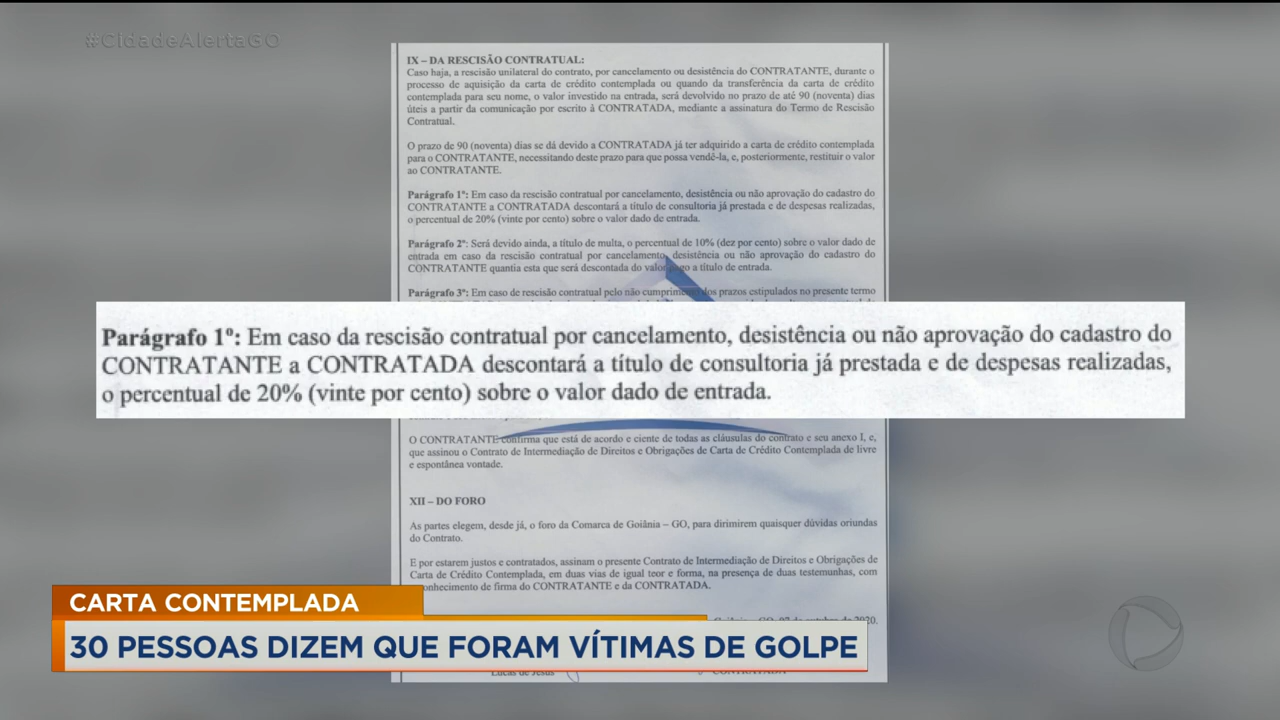 #CidadeAlertaGO
IX – DA RESCISÃO CONTRATUAL:
Caso haja, a rescisão unilateral do contrato, por cancelamento ou desistência do CONTRATANTE, durante o
processo de aquisição da carta de crédito contemplada ou quando da transferência da carta de crédito
contemplada para seu nome, o valor investido na entrada, será devolvido no prazo de até 90 (noventa) dias
úteis a partir da comunicação por escrito à CONTRATADA, mediante a assinatura do Termo de Rescisão
Contratual.
O prazo de 90 (noventa) dias se dá devido a CONTRATADA já ter adquirido a carta de crédito contemplada
para o CONTRATANTE, necessitando deste prazo para que possa vendê-la, e, posteriormente, restituir o valor
ao CONTRATANTE.
Parágrafo 1º: Em caso da rescisão contratual por cancelamento, desistência ou não aprovação do cadastro do
CONTRATANTE a CONTRATADA descontará a título de consultoria já prestada e de despesas realizadas,
o percentual de 20% (vinte por cento) sobre o valor dado de entrada.
Parágrafo 2º: Será devido ainda, a título de multa, o percentual de 10% (dez por cento) sobre o valor dado de
entrada em caso da rescisão contratual por cancelamento, desistência ou não aprovação do cadastro do
CONTRATANTE quantia esta que será descontada do valor pago a título de entrada.
Parágrafo 3º: Em caso de rescisão contratual pelo não cumprimento dos prazos estipulados no presente termo
Parágrafo 1º: Em caso da rescisão contratual por cancelamento, desistência ou não aprovação do cadastro do
CONTRATANTE a CONTRATADA descontará a título de consultoria já prestada e de despesas realizadas,
o percentual de 20% (vinte por cento) sobre o valor dado de entrada.
O CONTRATANTE confirma que está de acordo e ciente de todas as cláusulas do contrato e seu anexo I, e,
que assinou o Contrato de Intermediação de Direitos e Obrigações de Carta de Crédito Contemplada de livre
e espontânea vontade.
XII – DO FORO
As partes elegem, desde já, o foro da Comarca de Goiânia – GO, para dirimirem quaisquer dúvidas oriundas
do Contrato.
E por estarem justos e contratados, assinam o presente Contrato de Intermediação de Direitos e Obrigações de
Carta de Crédito Contemplada, em duas vias de igual teor e forma, na presença de duas testemunhas, com
onhecimento de firma do CONTRATANTE e da CONTRATADA.
CARTA CONTEMPLADA
30 PESSOAS DIZEM QUE FORAM VÍTIMAS DE GOLPE
Lucas de Jesus